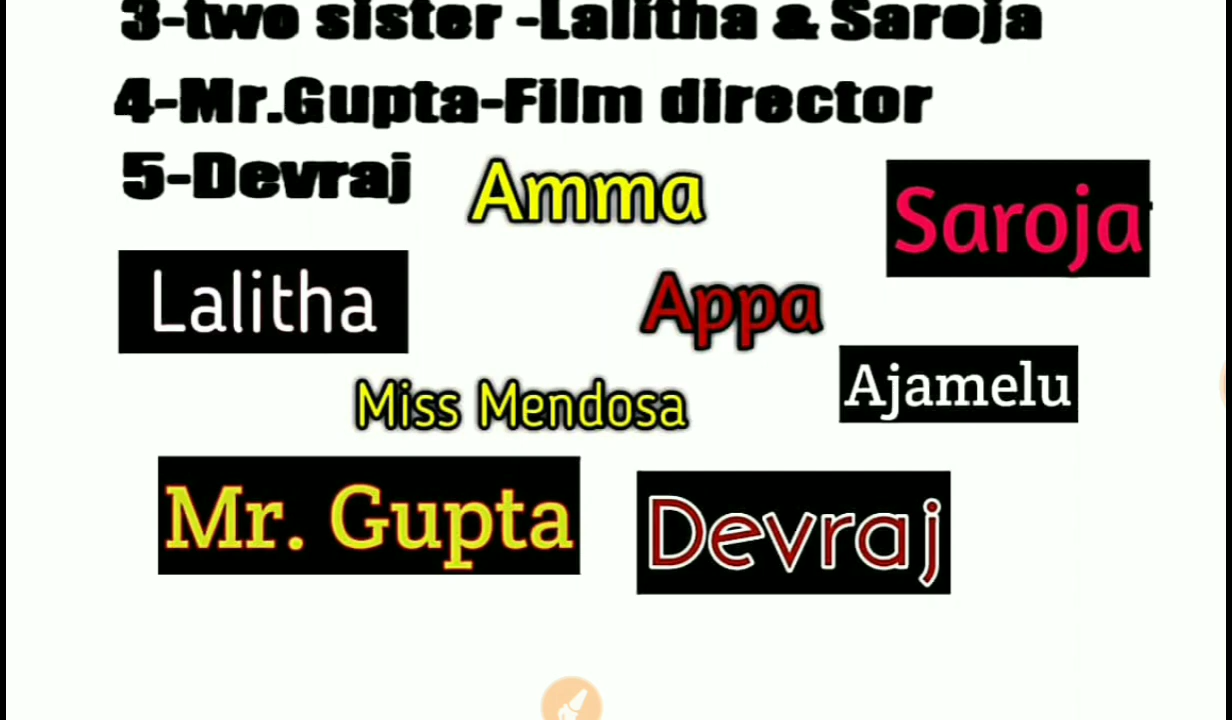 3-two sister -Lalitha & Saroja
4-Mr.Gupta-Film director
5-Devraj
Amma
Saroja
Lalitha
Appa
Ajamelu
Miss Mendosa
Mr. Gupta
Devraj